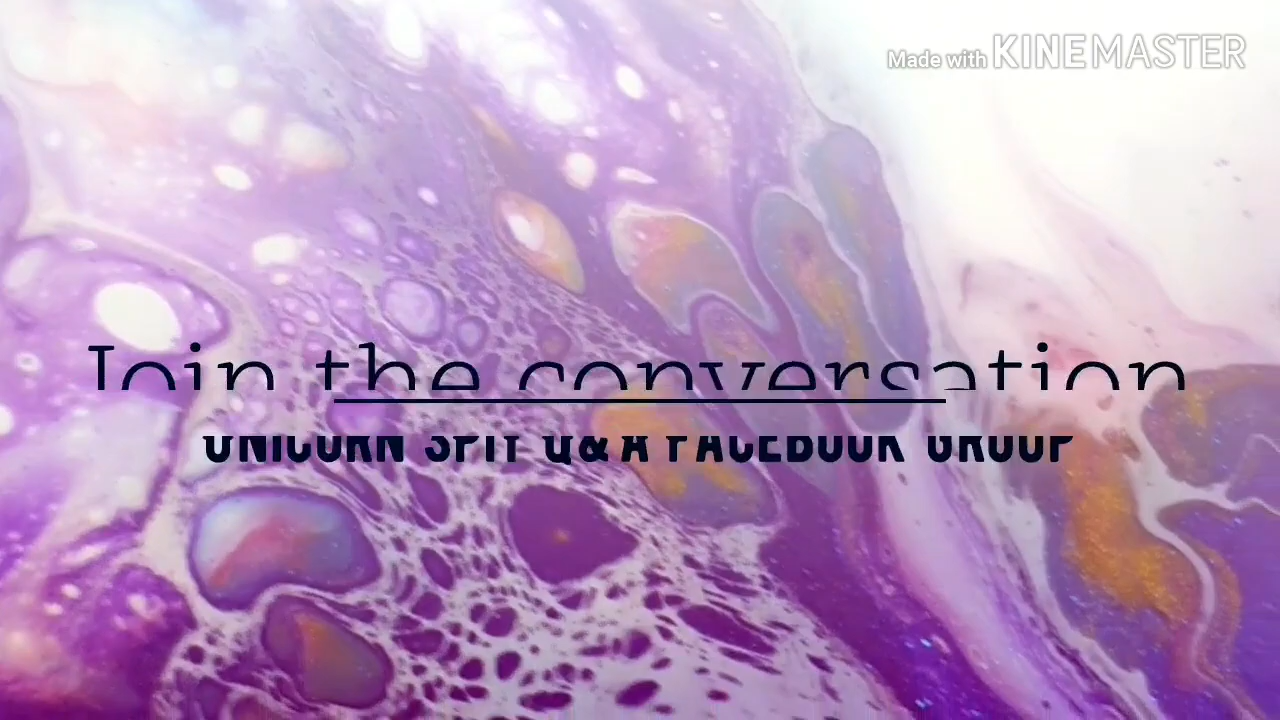 Made with KINEMASTER
Join the conversation
UNICORN SPIT Q&A FACEBOOK GROUP